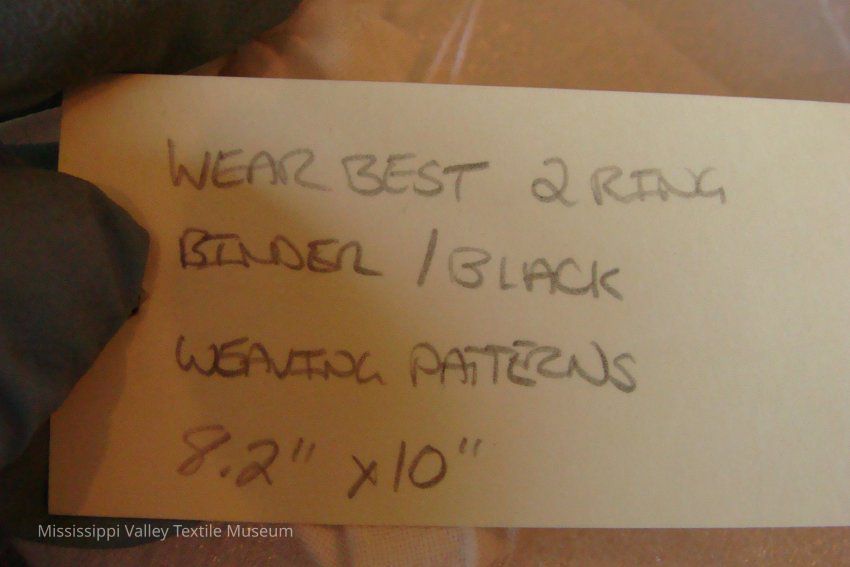 WEAR BEST 2 RING
BINDER / BLACK
WEAVING PATTERNS
8.2" x 10"
Mississippi Valley Textile Museum